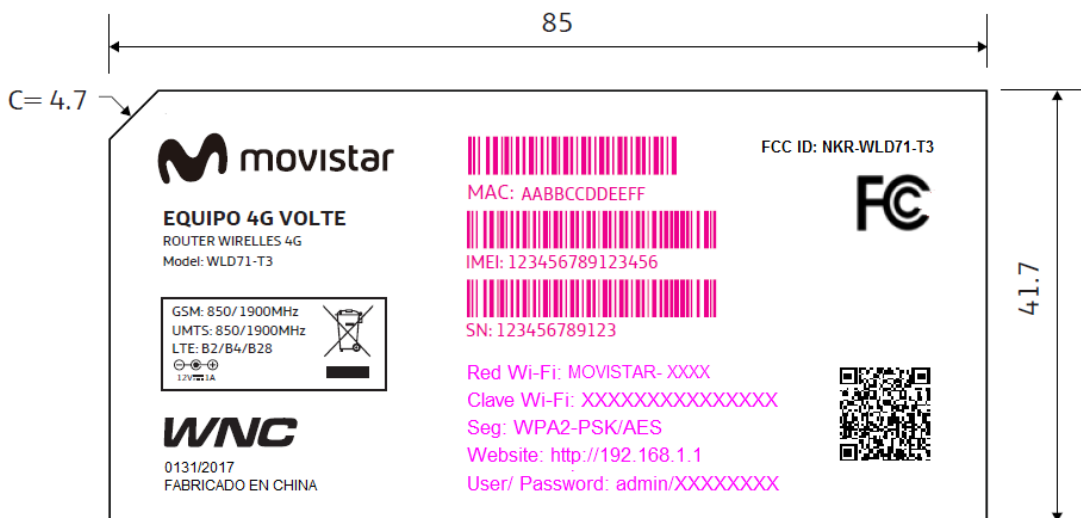 85
C= 4.7
movistar
EQUIPO 4G VOLTE
ROUTER WIRELLES 4G
Model: WLD71-T3
GSM: 850/1900MHz
UMTS: 850/1900MHz
LTE: B2/B4/B28
12V 1A
WNC
0131/2017
FABRICADO EN CHINA
MAC: AABBCCDDEEFF
IMEI: 123456789123456
SN: 123456789123
Red Wi-Fi: MOVISTAR- XXXX
Clave Wi-Fi: XXXXXXXXXXXXXXX
Seg: WPA2-PSK/AES
Website: http://192.168.1.1
User/ Password: admin/XXXXXXXX
FCC ID: NKR-WLD71-T3
FC
41.7